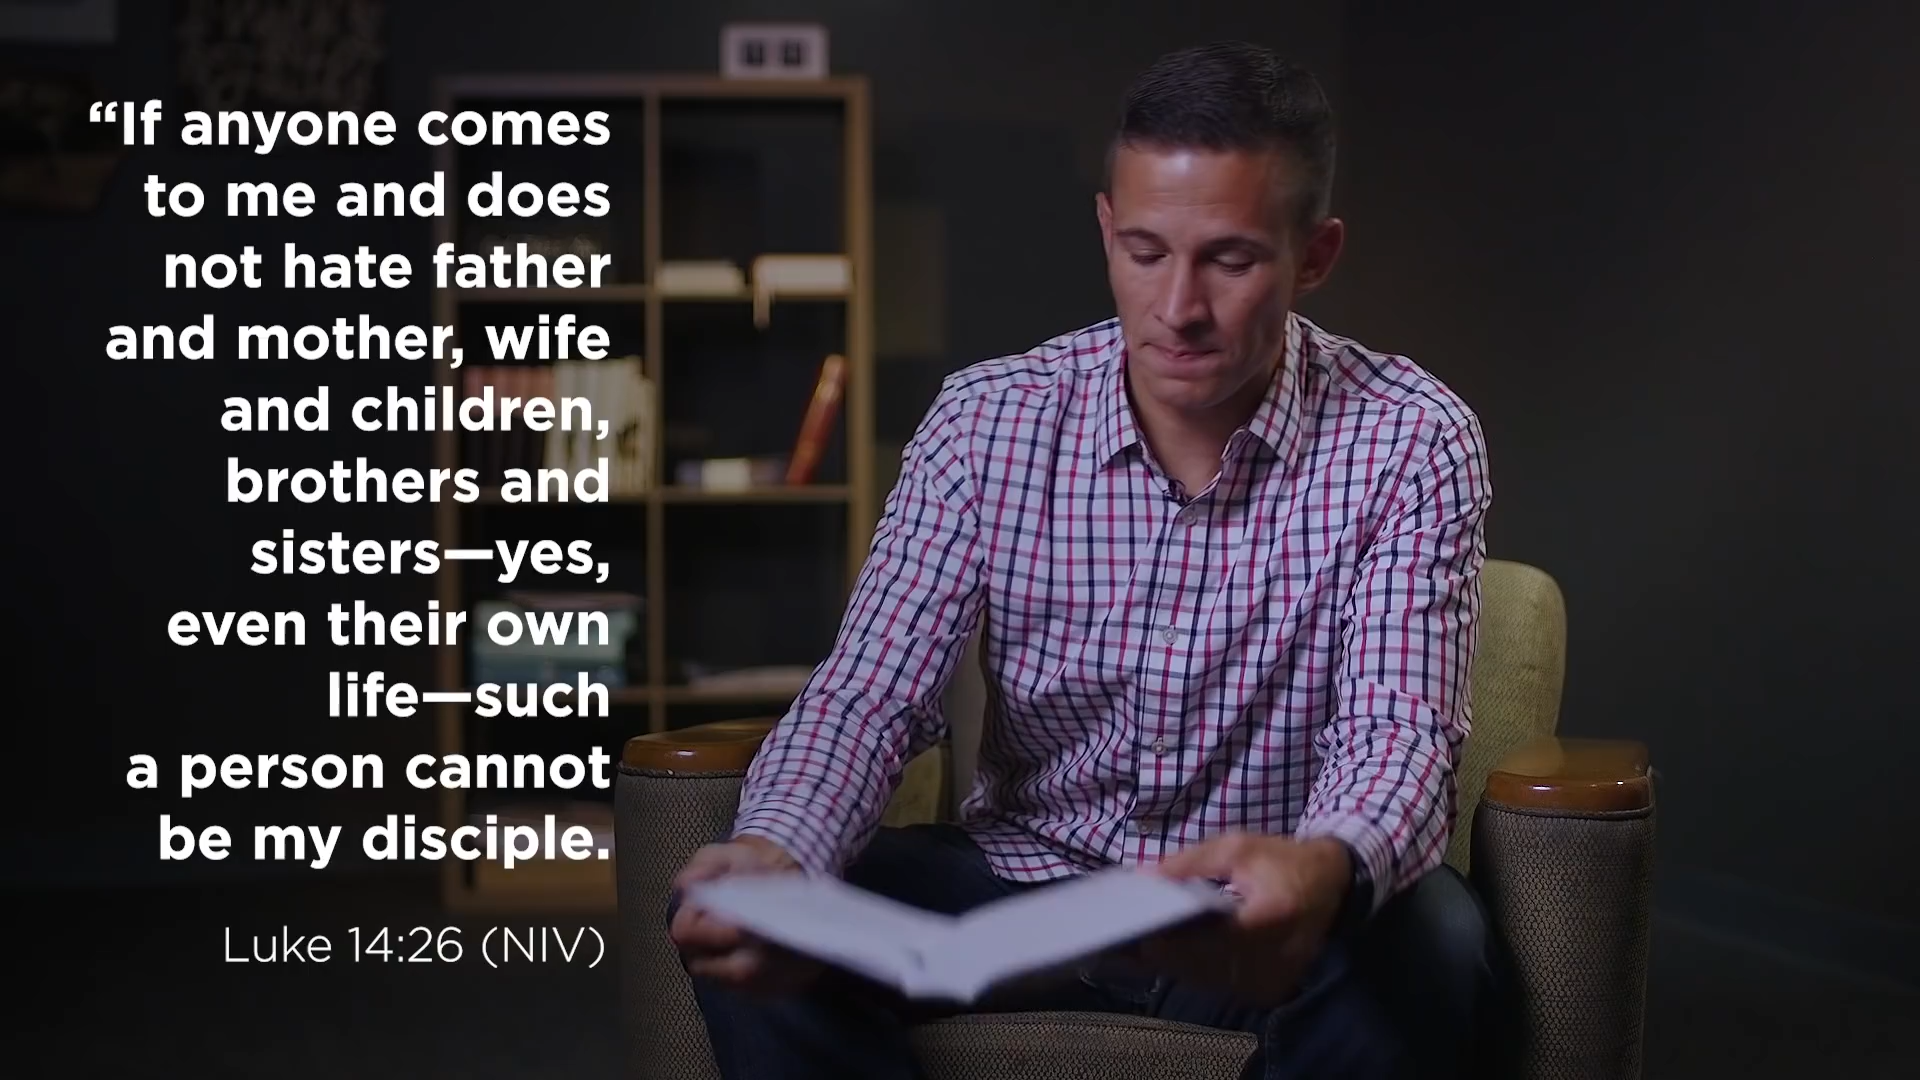 “If anyone comes
to me and does
not hate father
and mother, wife
and children,
brothers and
sisters—yes,
even their own
life—such
a person cannot
be my disciple.
Luke 14:26 (NIV)